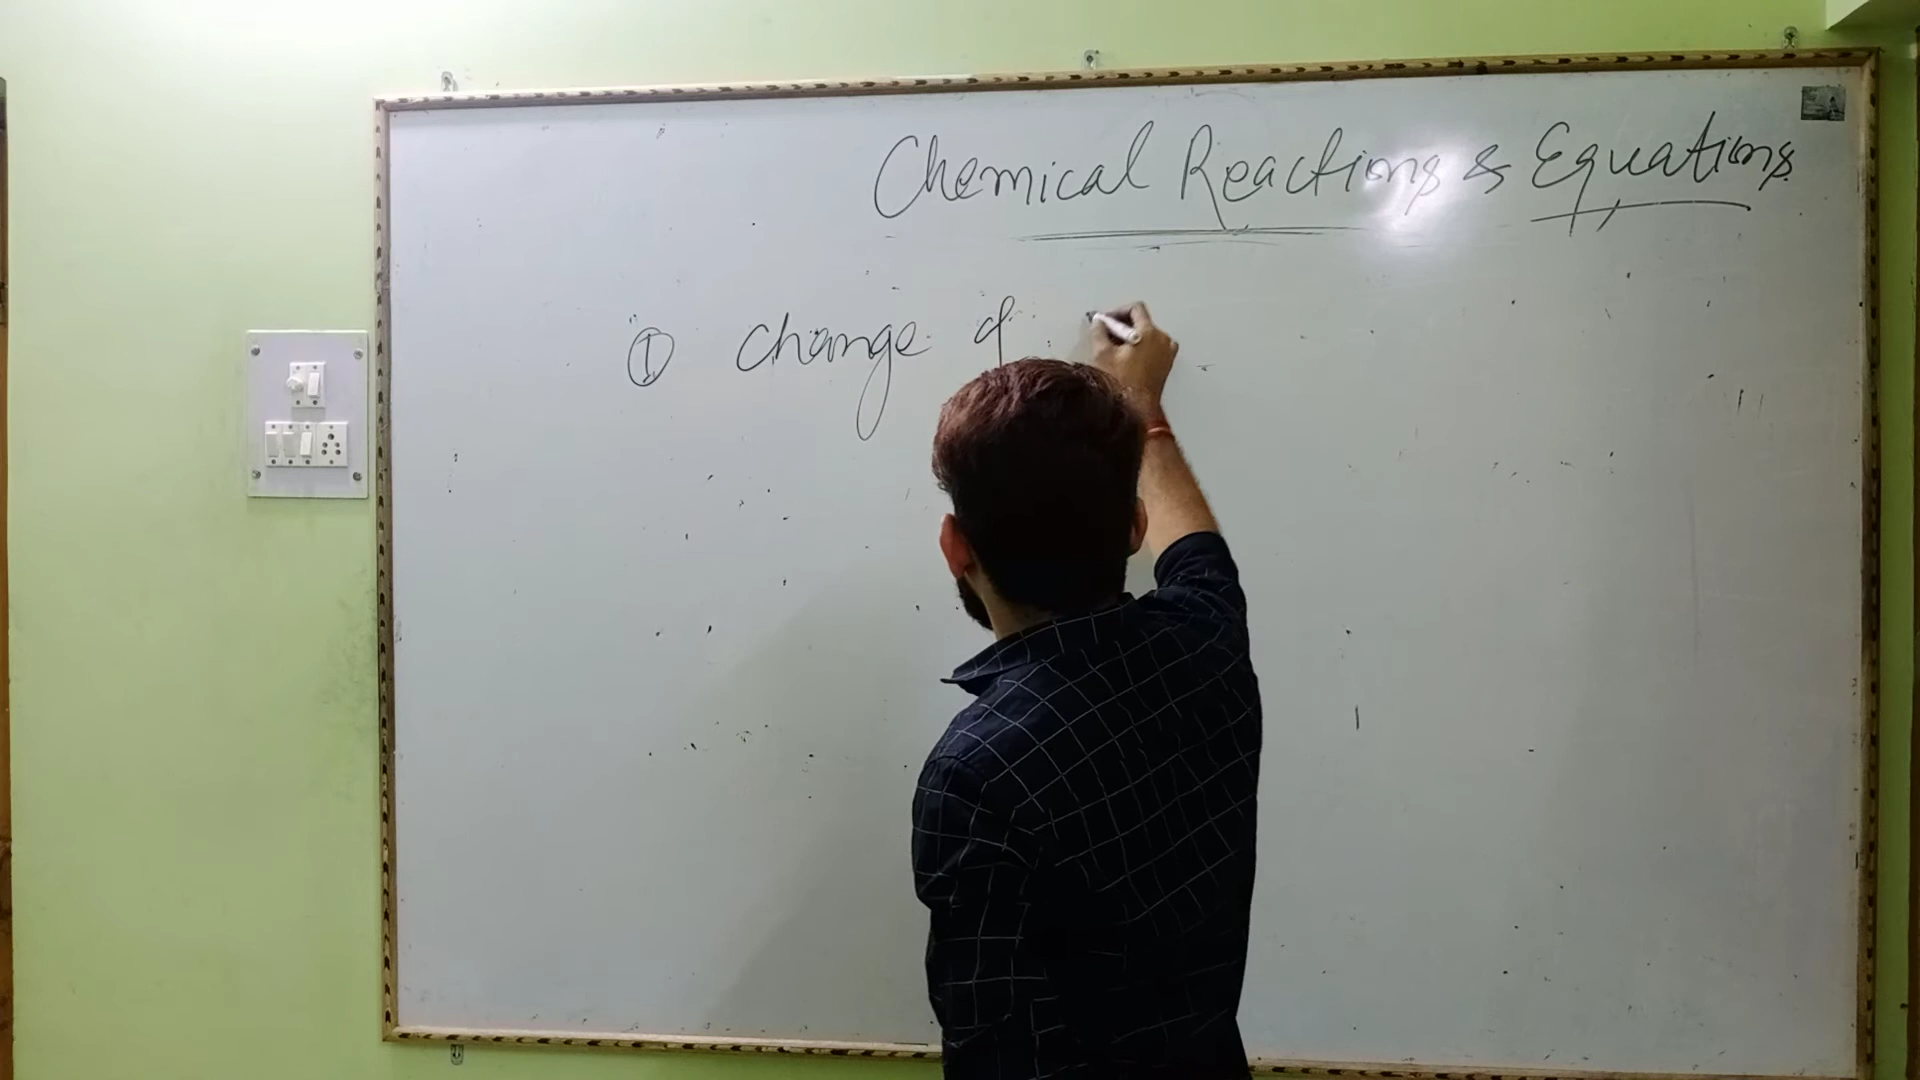 Chemical Reactions & Equations
① Change of